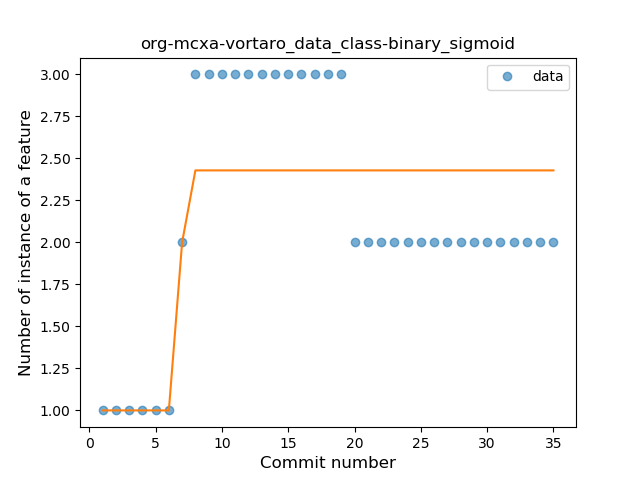 org-mcxa-vortaro_data_class-binary_sigmoid
data
Number of instance of a feature
3.00
2.75
2.50
2.25
2.00
1.75
1.50
1.25
1.00
0 5 10 15 20 25 30 35
Commit number